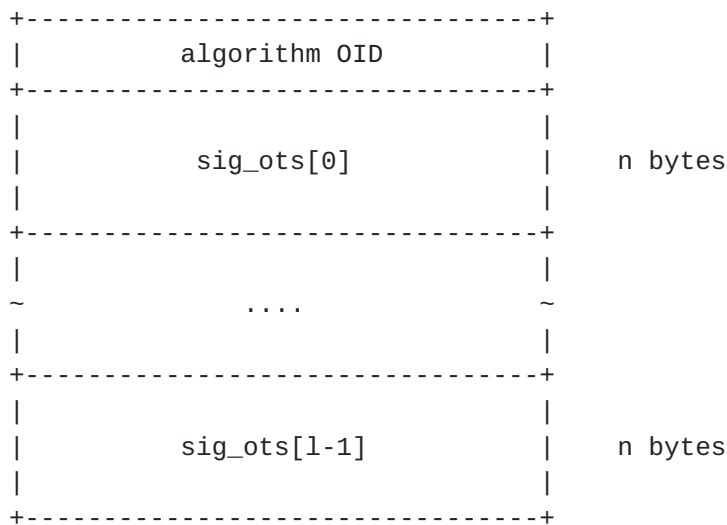 +---------------------------------+
|          algorithm OID          |
+---------------------------------+
|                                 |
|           sig_ots[0]            |    n bytes
|                                 |
+---------------------------------+
|                                 |
~              ....               ~
|                                 |
+---------------------------------+
|                                 |
|          sig_ots[l-1]           |    n bytes
|                                 |
+---------------------------------+